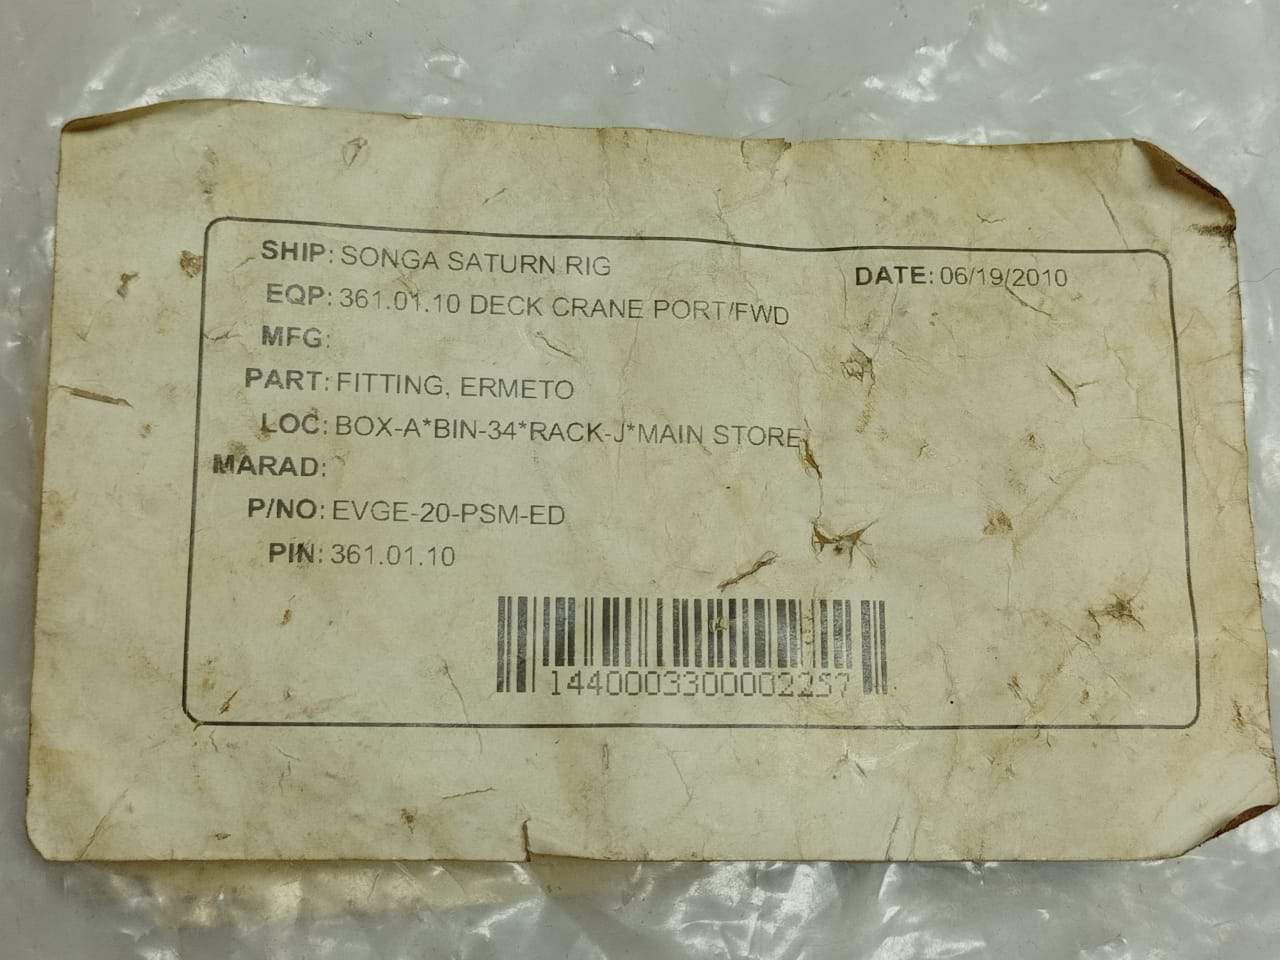 SHIP: SONGA SATURN RIG
DATE: 06/19/2010
EQP: 361.01.10 DECK CRANE PORT/FWD
MFG:
PART: FITTING, ERMETO
LOC: BOX-A*BIN-34*RACK-J*MAIN STORE
MARAD:
P/NO: EVGE-20-PSM-ED
PIN: 361.01.10
1440003300002257